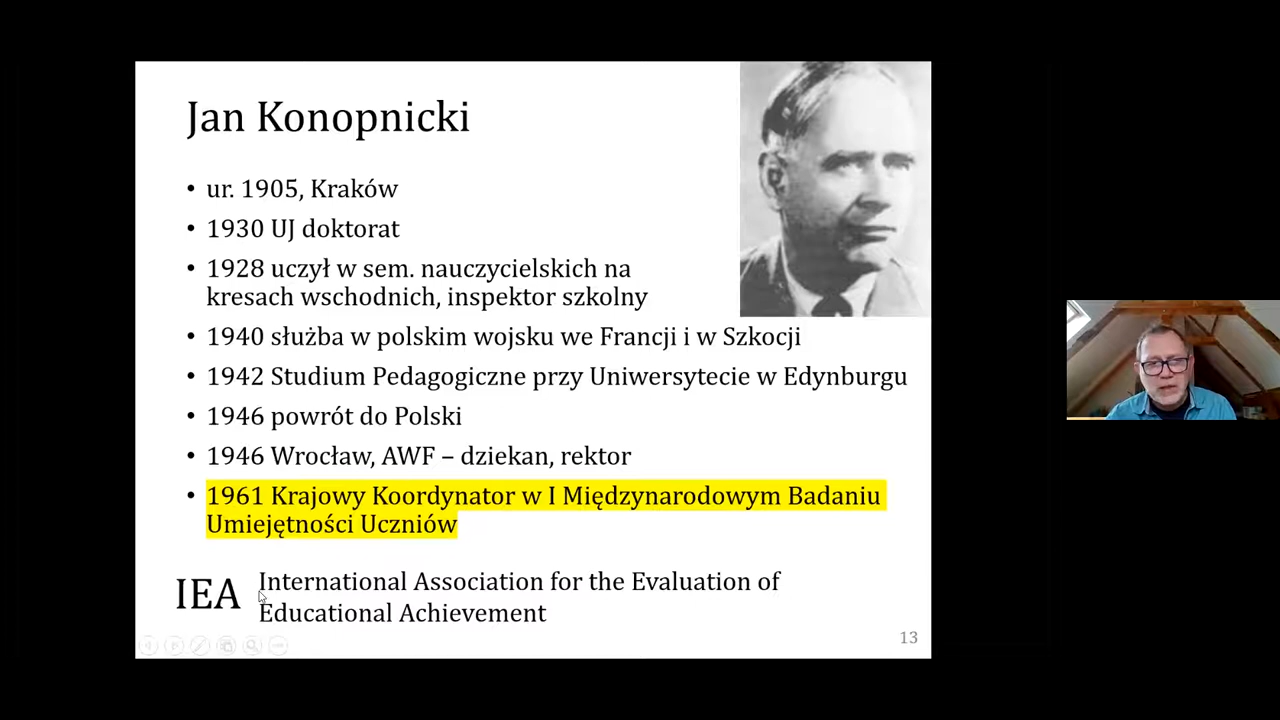 Jan Konopnicki
• ur. 1905, Kraków
• 1930 UJ doktorat
• 1928 uczył w sem. nauczycielskich na
kresach wschodnich, inspektor szkolny
• 1940 służba w polskim wojsku we Francji i w Szkocji
• 1942 Studium Pedagogiczne przy Uniwersytecie w Edynburgu
• 1946 powrót do Polski
• 1946 Wrocław, AWF – dziekan, rektor
• 1961 Krajowy Koordynator w I Międzynarodowym Badaniu
Umiejętności Uczniów
IEA
International Association for the Evaluation of
Educational Achievement
13